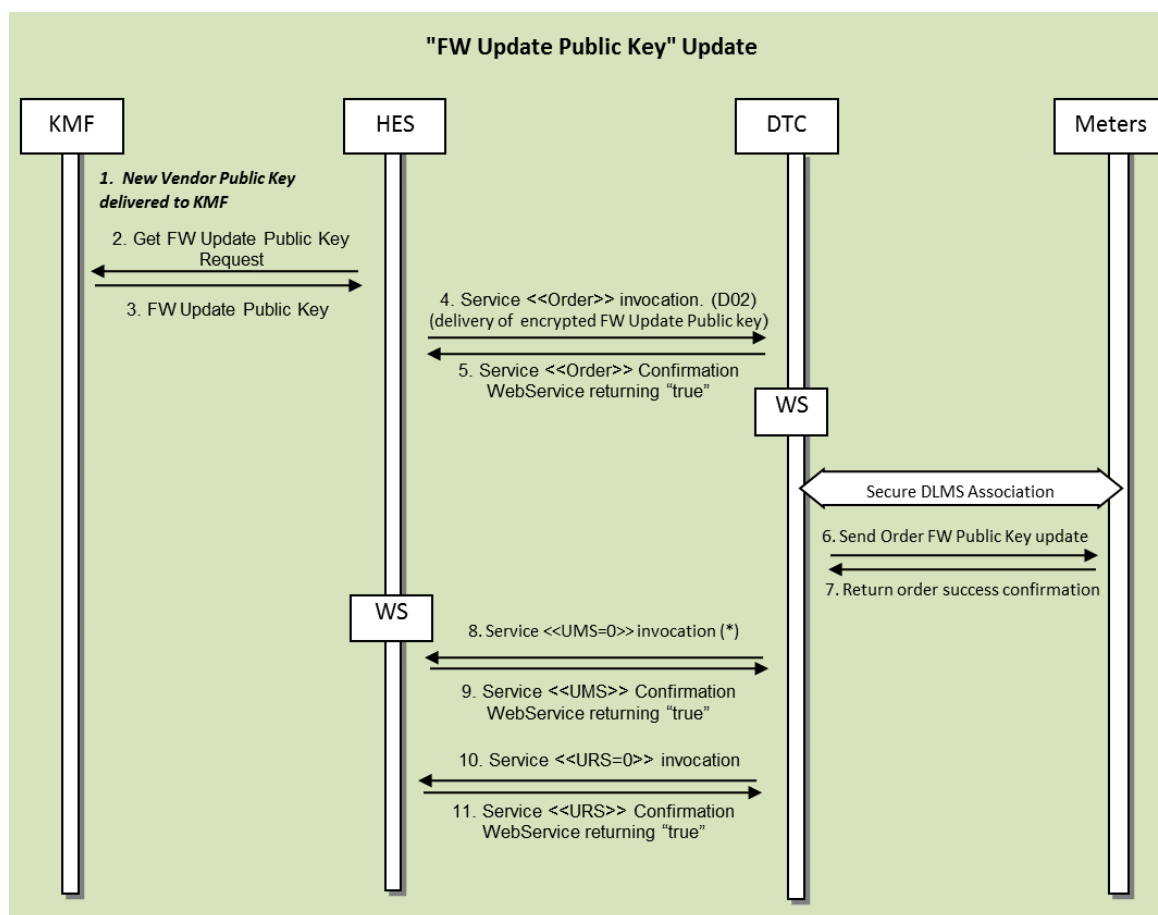 "FW Update Public Key" Update
KMF
HES
DTC
Meters
1. New Vendor Public Key
delivered to KMF
2. Get FW Update Public Key
Request
3. FW Update Public Key
4. Service <<Order>> invocation. (D02)
(delivery of encrypted FW Update Public key)
5. Service <<Order>> Confirmation
WebService returning “true”
WS
Secure DLMS Association
6. Send Order FW Public Key update
7. Return order success confirmation
WS
8. Service <<UMS=0>> invocation (*)
9. Service <<UMS>> Confirmation
WebService returning “true”
10. Service <<URS=0>> invocation
11. Service <<URS>> Confirmation
WebService returning “true”